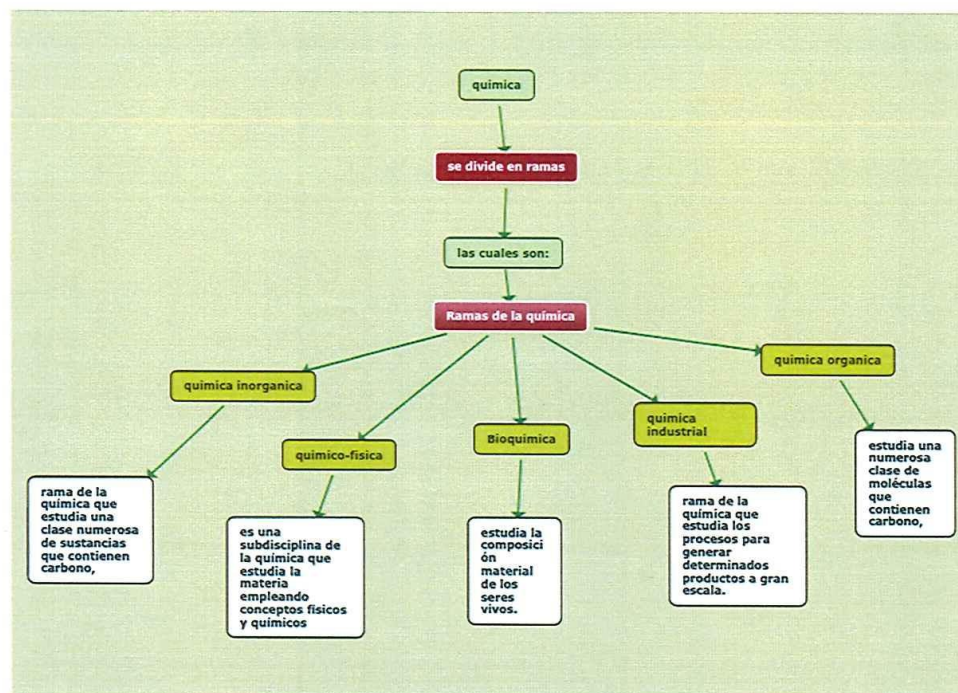 quimica
se divide en ramas
las cuales son:
Ramas de la química
quimica organica
quimica inorganica
quimica
industrial
Bioquimica
quimico-fisica
estudia una
numerosa
clase de
moléculas
que
contienen
carbono,
rama de la
química que
estudia una
clase numerosa
de sustancias
que contienen
carbono,
rama de la
química que
estudia los
procesos para
generar
determinados
productos a gran
escala.
es una
subdisciplina de
la química que
estudia la
materia
empleando
conceptos físicos
y químicos
estudia la
composici
ón
material
de los
seres
vivos.